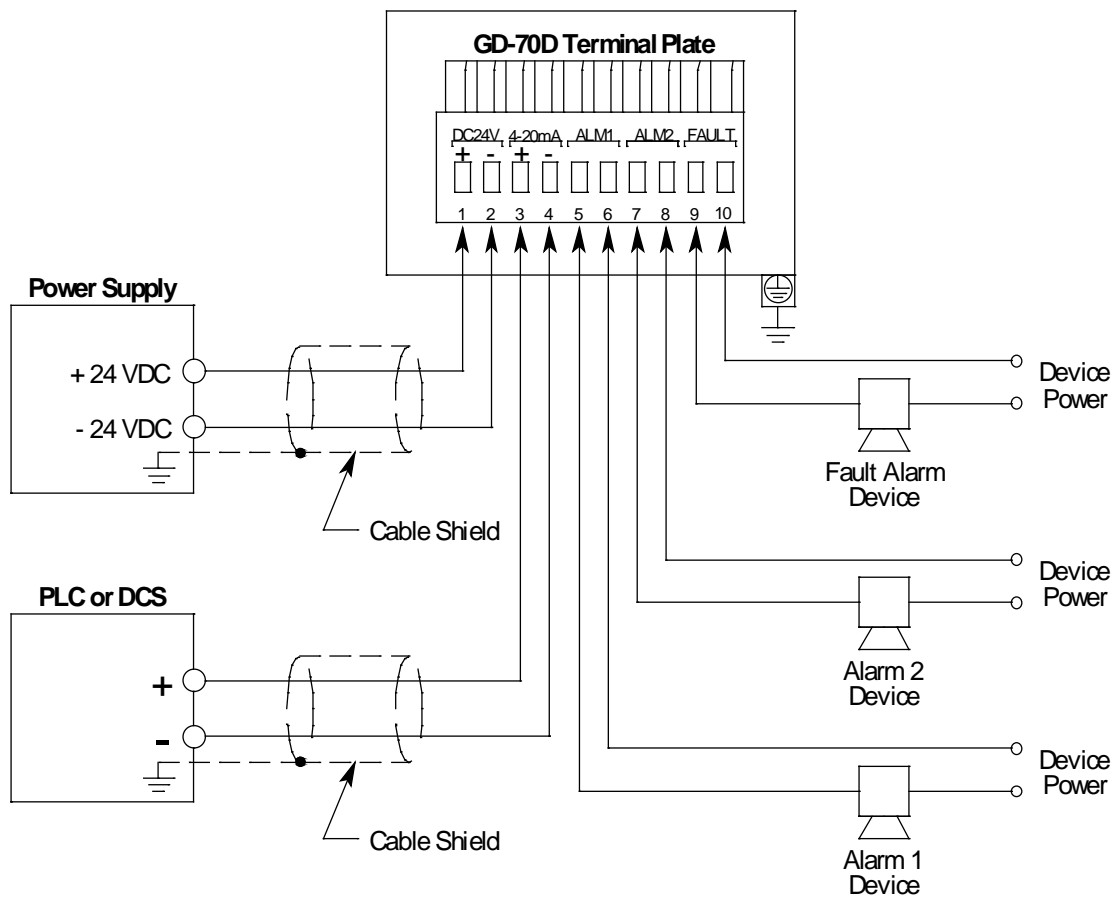 GD-70D Terminal Plate
DC24V 4-20mA ALM1 ALM2 FAULT
+ - + -
1 2 3 4 5 6 7 8 9 10
Power Supply
+ 24 VDC
- 24 VDC
Cable Shield
Device
Power
Fault Alarm
Device
PLC or DCS
+
-
Cable Shield
Device
Power
Alarm 2
Device
Device
Power
Alarm 1
Device